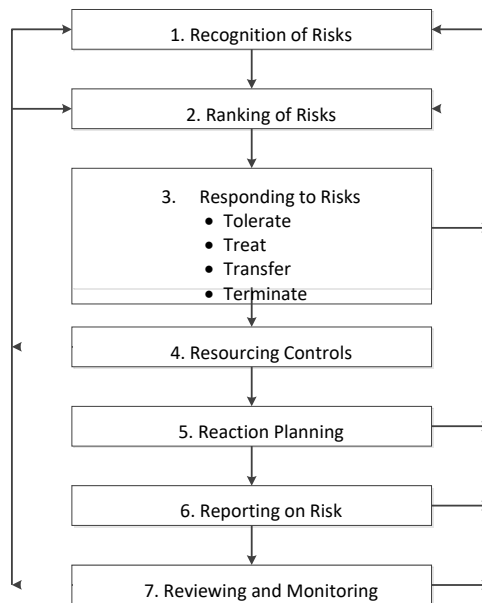 1. Recognition of Risks
2. Ranking of Risks
3. Responding to Risks
• Tolerate
• Treat
• Transfer
• Terminate
4. Resourcing Controls
5. Reaction Planning
6. Reporting on Risk
7. Reviewing and Monitoring